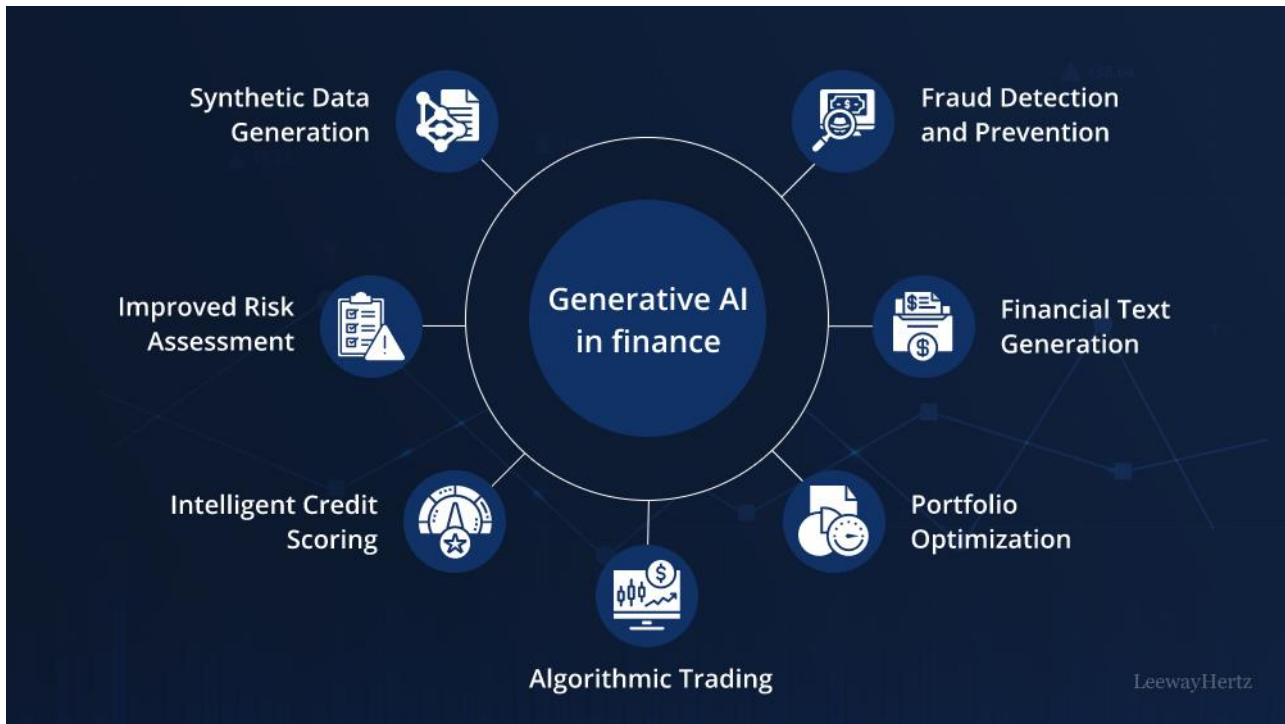 Synthetic Data
Generation
Fraud Detection
and Prevention
Generative AI
in finance
Improved Risk
Assessment
Financial Text
Generation
Intelligent Credit
Scoring
Portfolio
Optimization
Algorithmic Trading
LeewayHertz